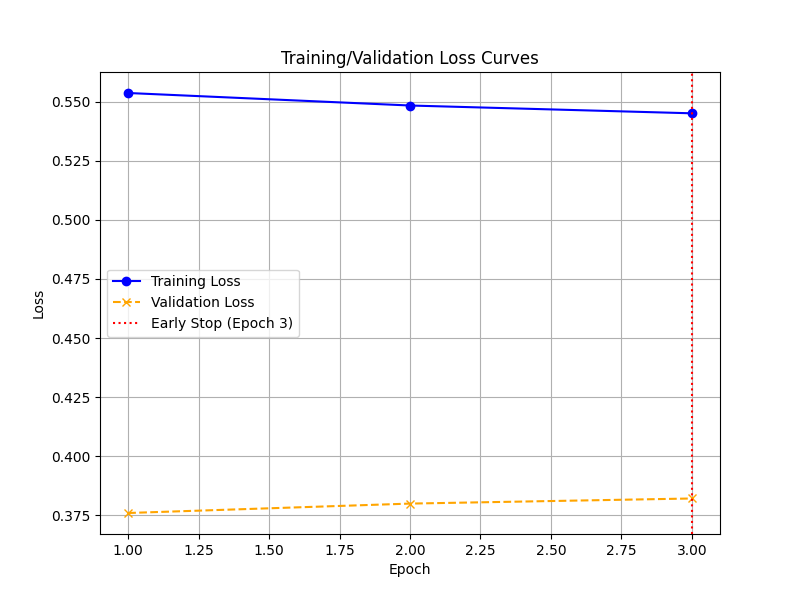 Training/Validation Loss Curves
0.550
0.525
0.500
0.475
0.450
0.425
0.400
0.375
Loss
Training Loss
Validation Loss
Early Stop (Epoch 3)
1.00 1.25 1.50 1.75 2.00 2.25 2.50 2.75 3.00
Epoch